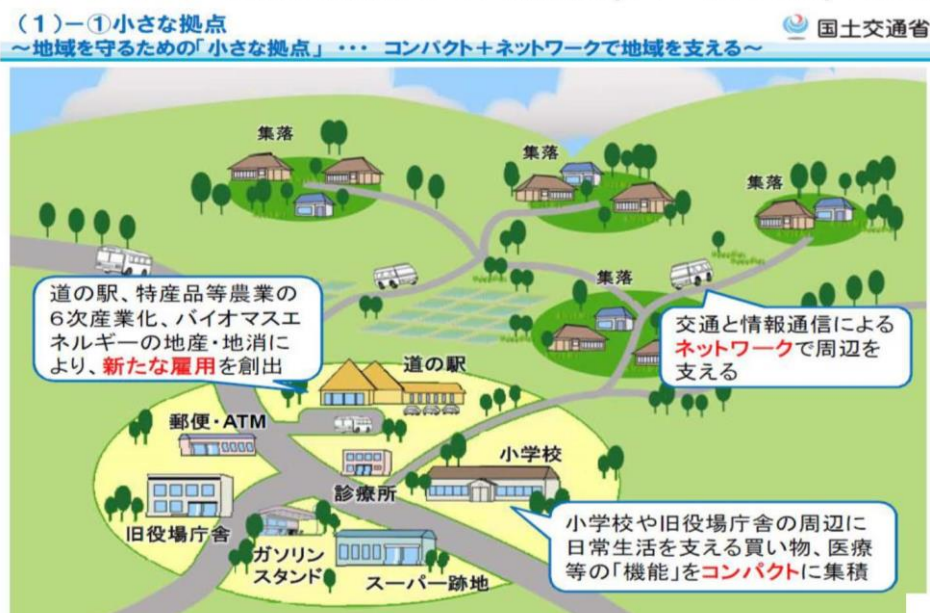 （１）－①小さな拠点
～地域を守るための「小さな拠点」 ･･･ コンパクト＋ネットワークで地域を支える～
国土交通省
集落
集落
集落
集落
道の駅、特産品等農業の
６次産業化、バイオマスエ
ネルギーの地産・地消に
より、新たな雇用を創出
交通と情報通信による
ネットワークで周辺を
支える
道の駅
郵便・ATM
小学校
診療所
旧役場庁舎
ガソリン
スタンド
スーパー跡地
小学校や旧役場庁舎の周辺に
日常生活を支える買い物、医療
等の「機能」をコンパクトに集積